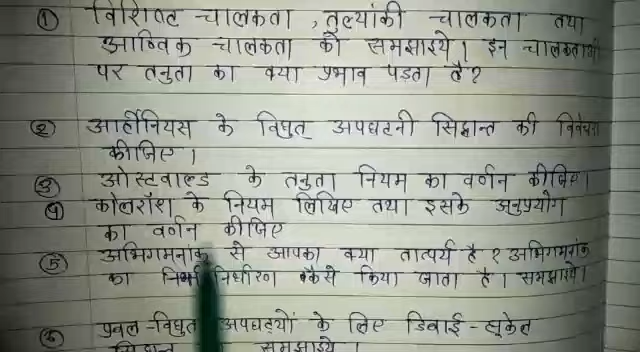 ① विशिष्ट चालकता, तुल्यांकी चालकता तथा
आण्विक चालकता को समझाइये। इन चालकताओं
पर तनुता का क्या प्रभाव पड़ता है?
② आर्हीनियस के विधुत् अपघटनी सिद्धान्त की विवेचना
कीजिए।
③ ओस्टवाल्ड के तनुता नियम का वर्णन कीजिए।
④ कोलराॅश के नियम लिखिए तथा इसके अनुप्रयोग
का वर्णन कीजिए
⑤ अभिगमनांक से आपका क्या तात्पर्य है? अभिगमनांक
का निर्धारण कैसे किया जाता है। समझाइये।
⑥ प्रवल-विधुत अपघट्यों के लिए डिवाई-हुकेल
समझाइये।